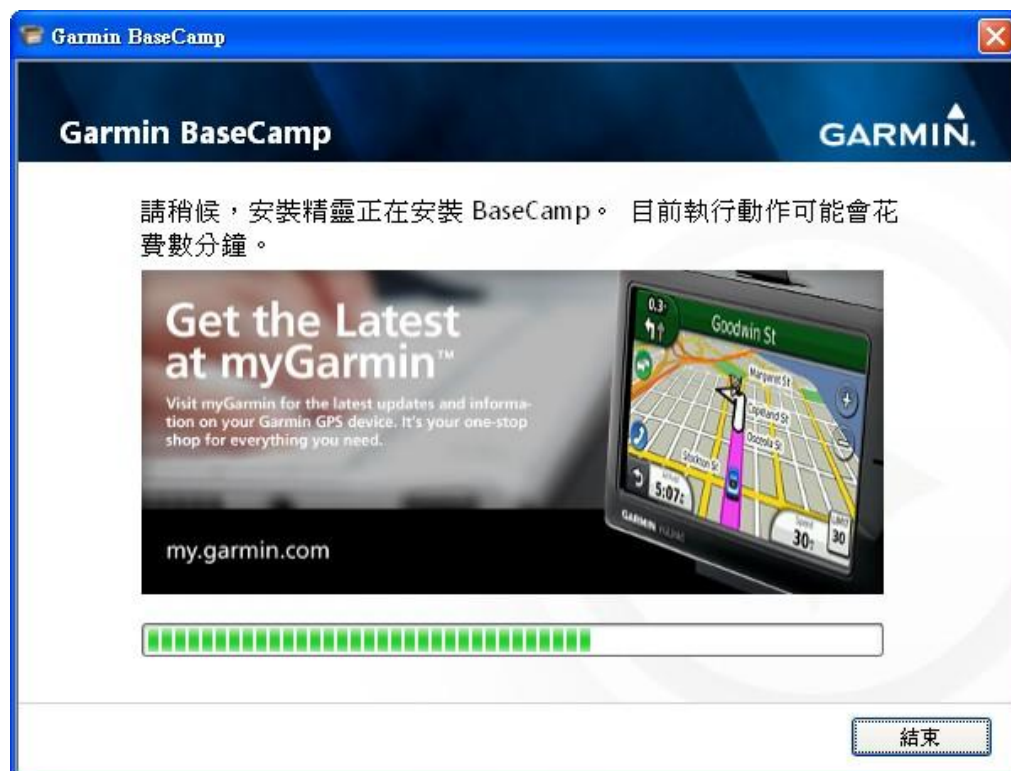 Garmin BaseCamp
Garmin BaseCamp
GARMIN.
請稍候，安裝精靈正在安裝 BaseCamp。 目前執行動作可能會花
費數分鐘。
Get the Latest
at myGarmin™
Visit myGarmin for the latest updates and informa-
tion on your Garmin GPS device. It's your one-stop
shop for everything you need.
my.garmin.com
0.3
Goodwin St
Margaret St
Copeland St
Osceola St
Stockton St
Arrival
5:07
Speed
30
LIMIT
30
GARMIN
結束